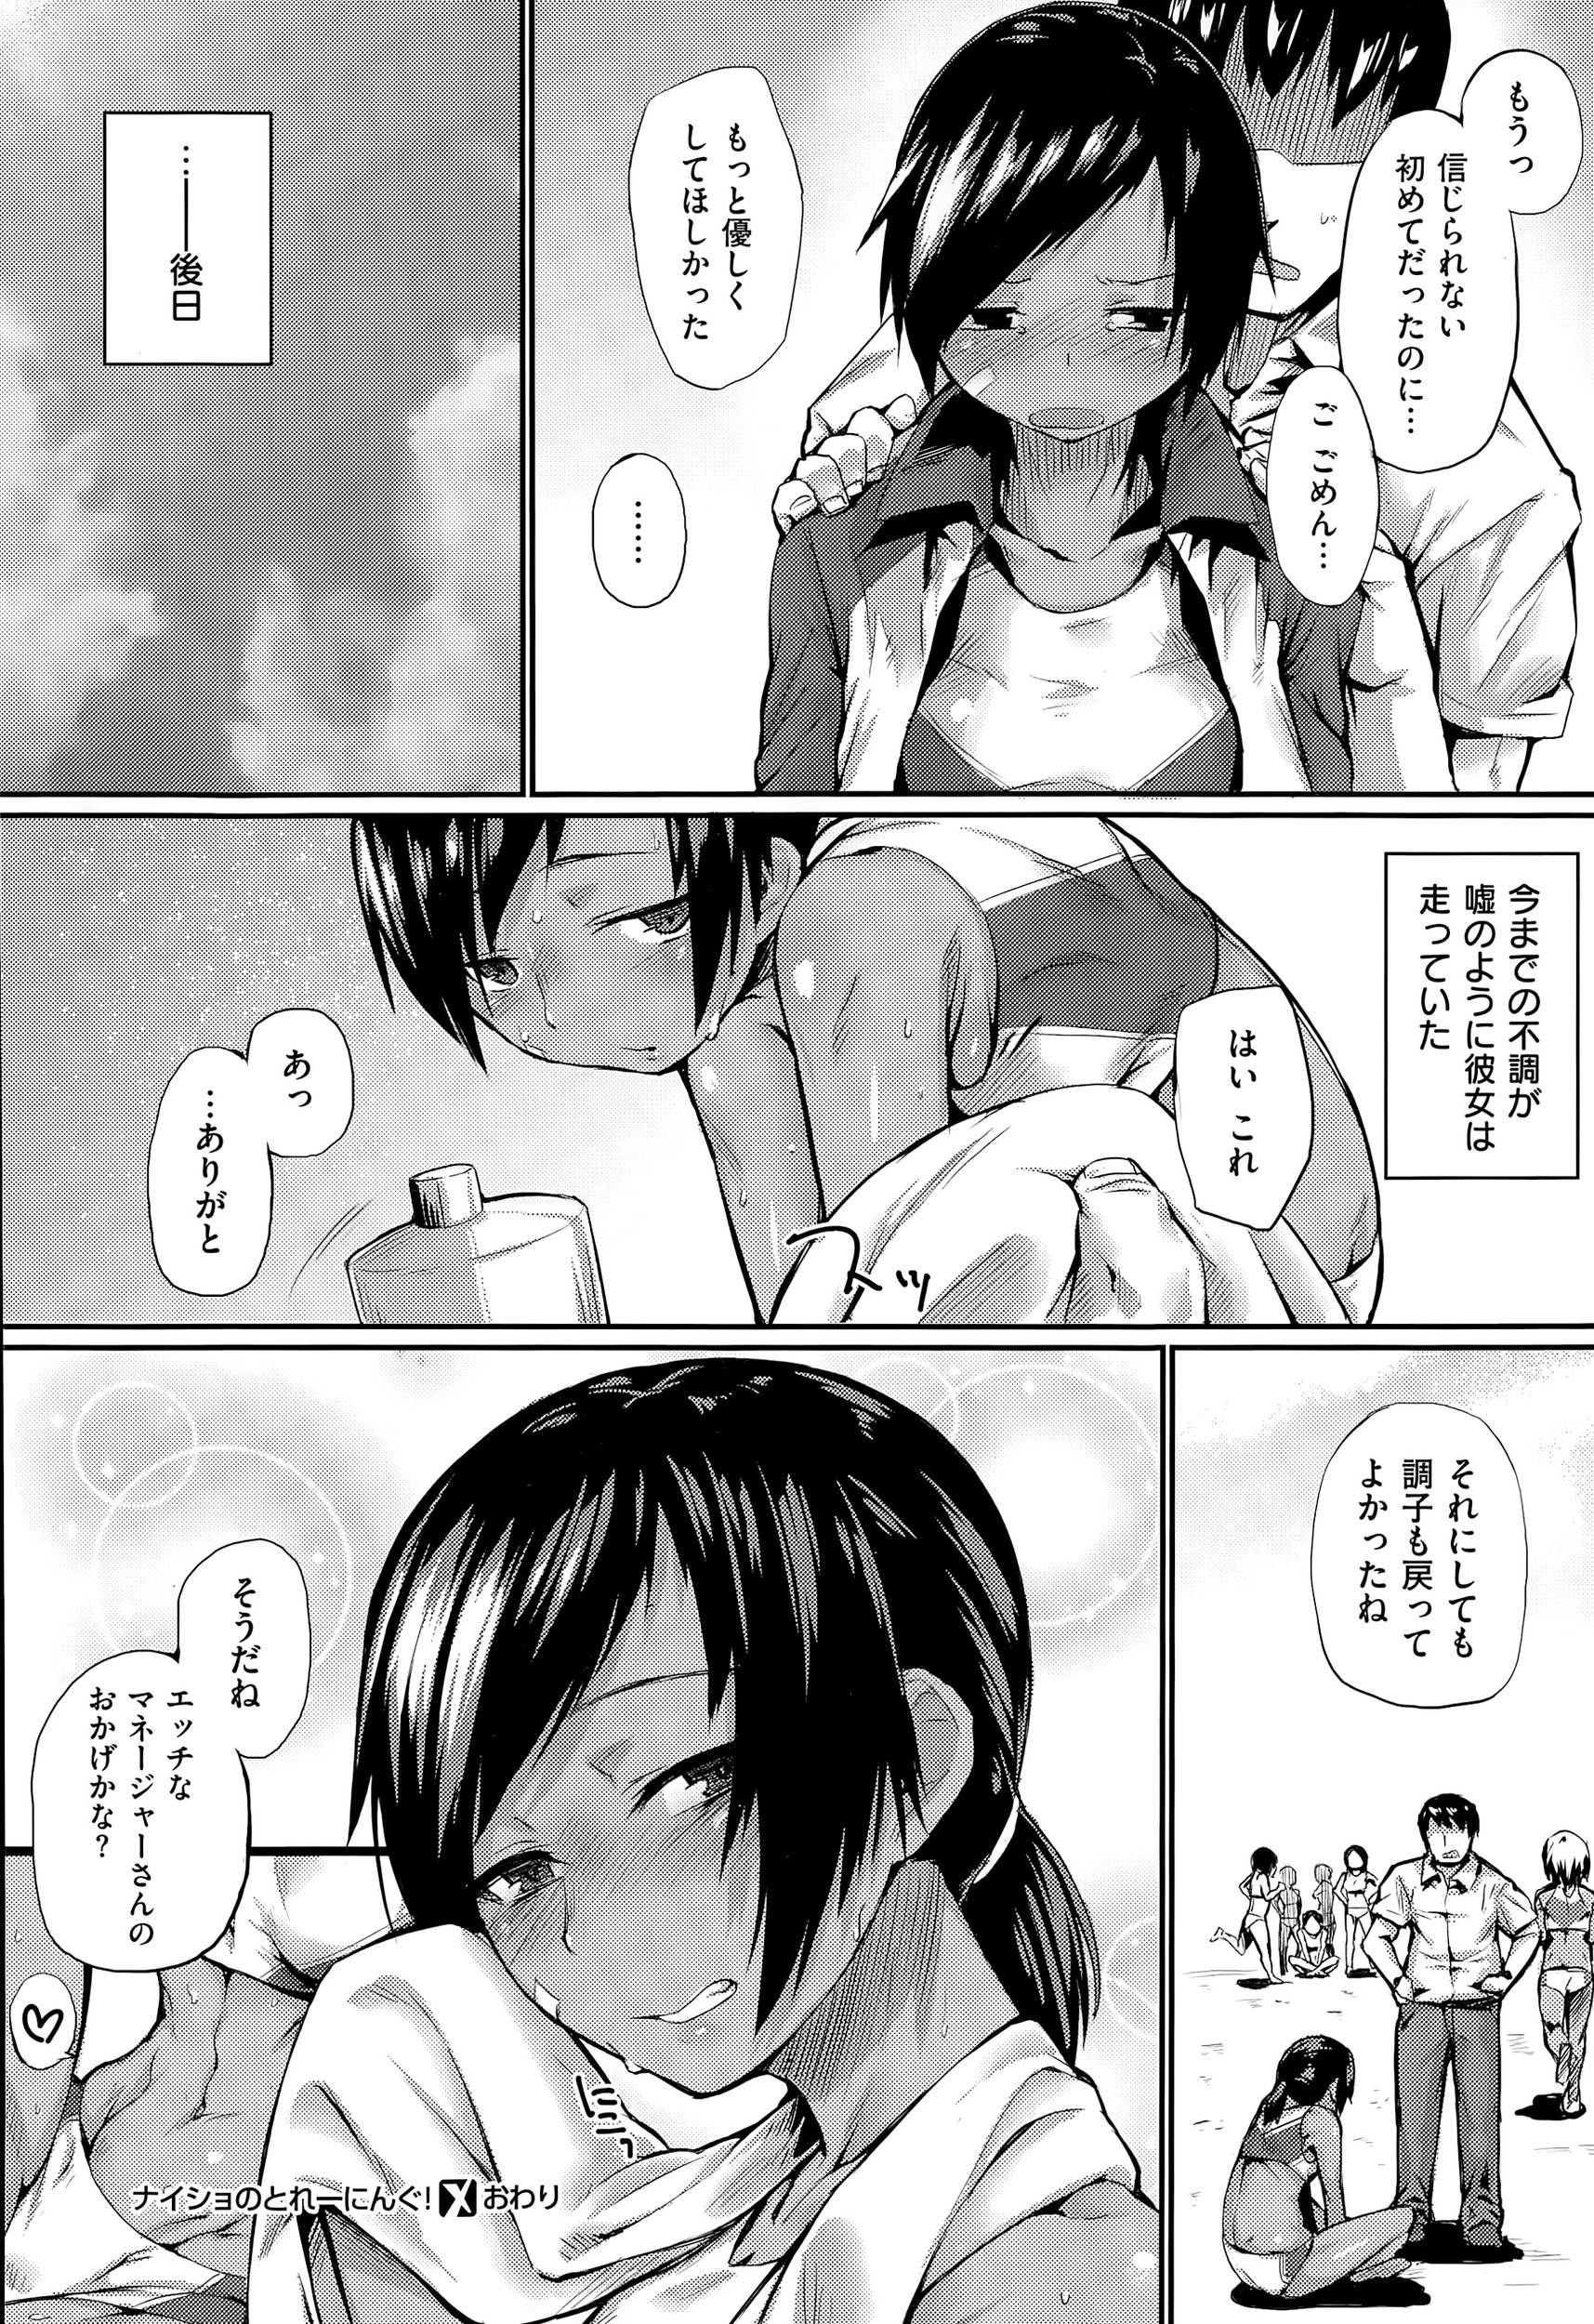 もうっ
信じられない
初めてだったのに…
ご ごめん…
もっと優しく
してほしかった
……
…――後日
今までの不調が
嘘のように彼女は
走っていた
はい これ
スッ
あっ
…ありがと
それにしても
調子も戻って
よかったね
そうだね
エッチな
マネージャーさんの
おかげかな？
にこっ
♡
ナイショのとれーにんぐ！ X おわり